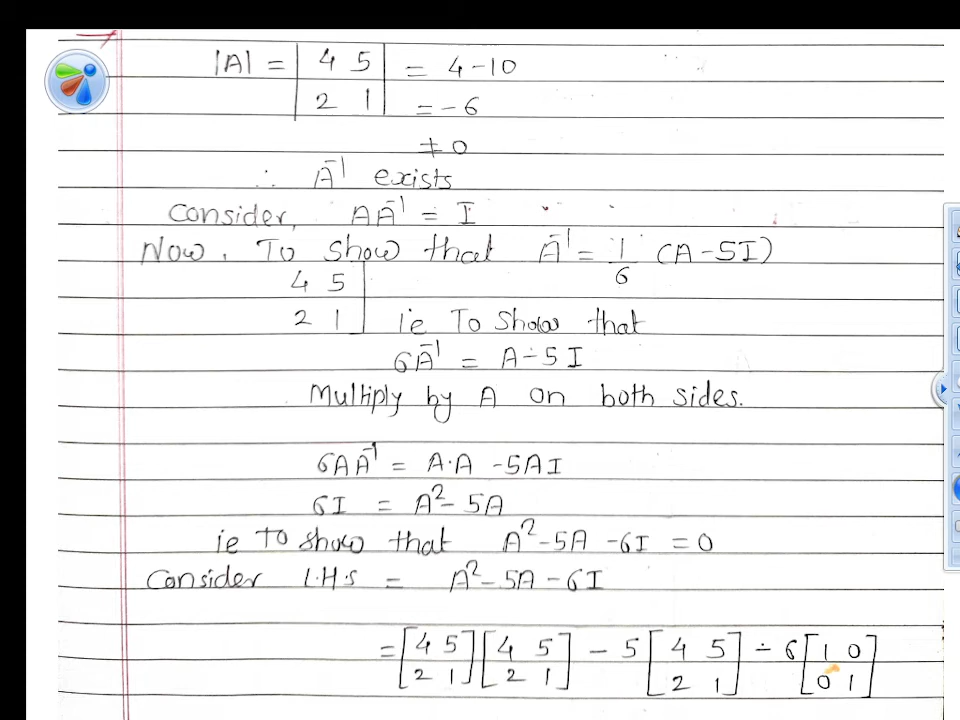 |A| = | 4 5 | = 4 -10
| 2 1 | = -6
≠ 0
∴ A⁻¹ exists
Consider, AA⁻¹ = I
Now, To show that A⁻¹ = 1/6 (A-5I)
4 5
2 1 ie To Show that
6A⁻¹ = A-5I
Multiply by A on both sides.
6AA⁻¹ = A·A -5AI
6I = A² - 5A
ie to show that A² -5A -6I = 0
Consider L.H.S = A² - 5A - 6I
= [4 5] [4 5] - 5 [4 5] - 6 [1 0]
[2 1] [2 1] [2 1] [0 1]